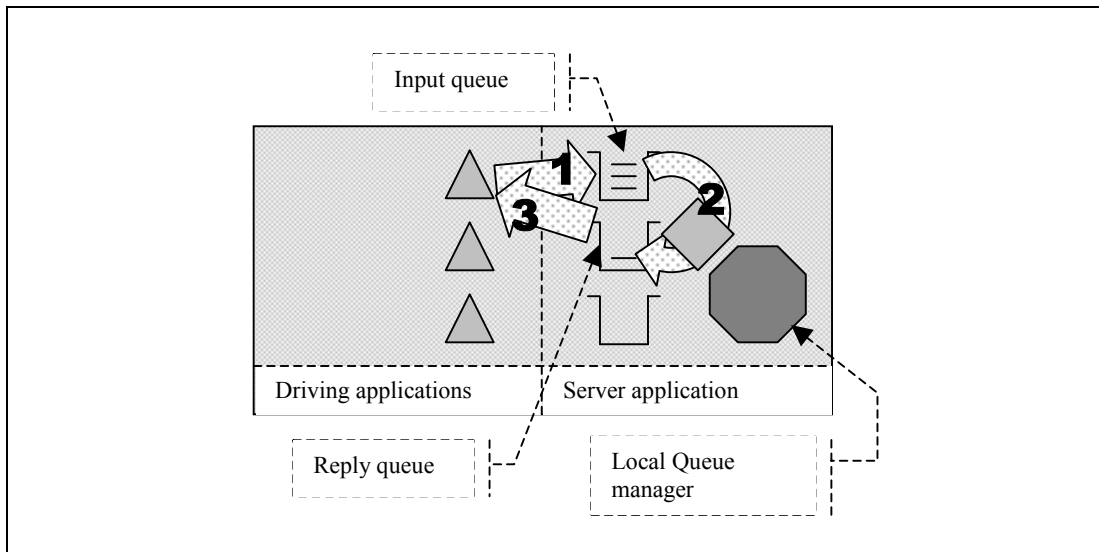 Input queue
1
2
3
Driving applications
Server application
Reply queue
Local Queue
manager